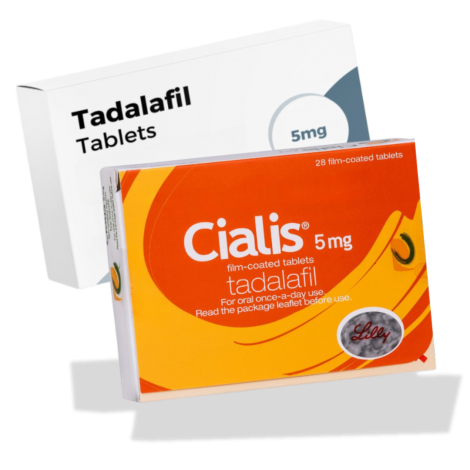 Tadalafil
Tablets
5mg
28 film-coated tablets
Cialis® 5 mg
film-coated tablets
tadalafil
For oral once-a-day use.
Read the package leaflet before use.
Lilly